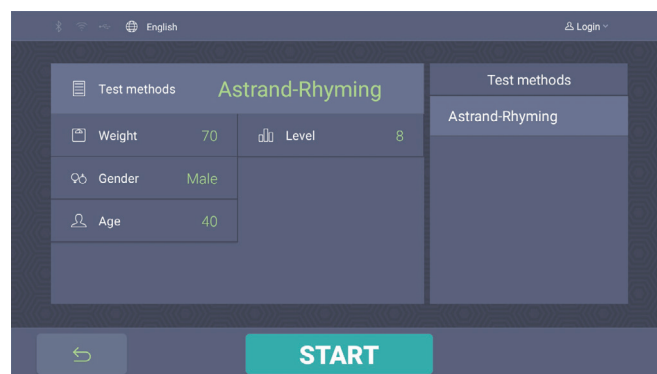 English
Login
Test methods Astrand-Rhyming
Weight 70
Level 8
Gender Male
Age 40
Test methods
Astrand-Rhyming
START